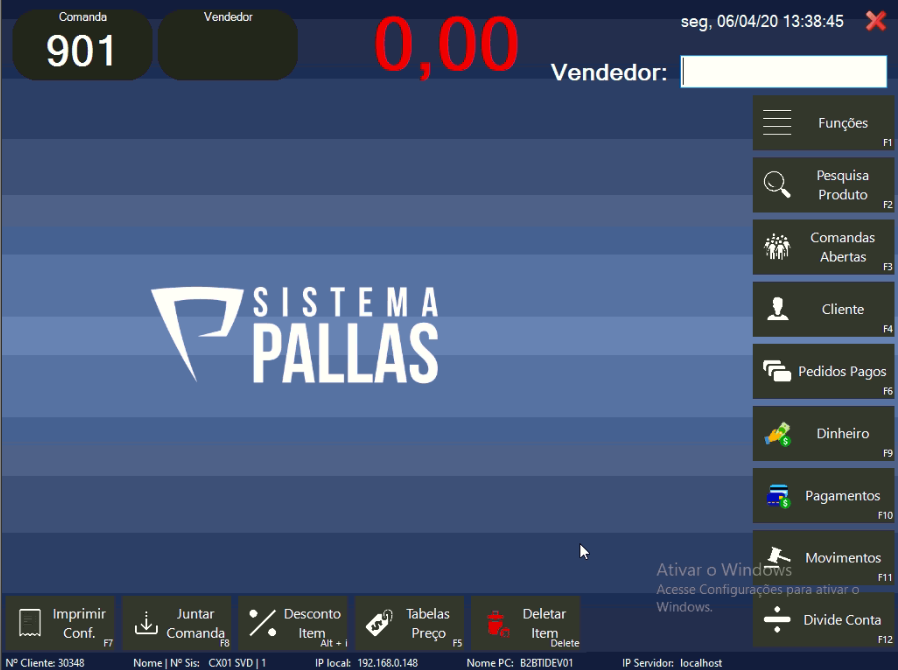 Comanda
901
Vendedor
0,00
seg, 06/04/20 13:38:45
Vendedor:
Funções
F1
Pesquisa
Produto
F2
Comandas
Abertas
F3
Cliente
F4
Pedidos Pagos
F6
Dinheiro
F9
Pagamentos
F10
Movimentos
F11
Divide Conta
F12
SISTEMA
PALLAS
Ativar o Windows
Acesse Configurações para ativar o
Windows.
Imprimir
Conf.
F7
Juntar
Comanda
F8
Desconto
Item
Alt + i
Tabelas
Preço
F5
Deletar
Item
Delete
Nº Cliente: 30348 Nome | Nº Sis: CX01 SVD | 1 IP local: 192.168.0.148 Nome PC: B2BTIDEV01 IP Servidor: localhost